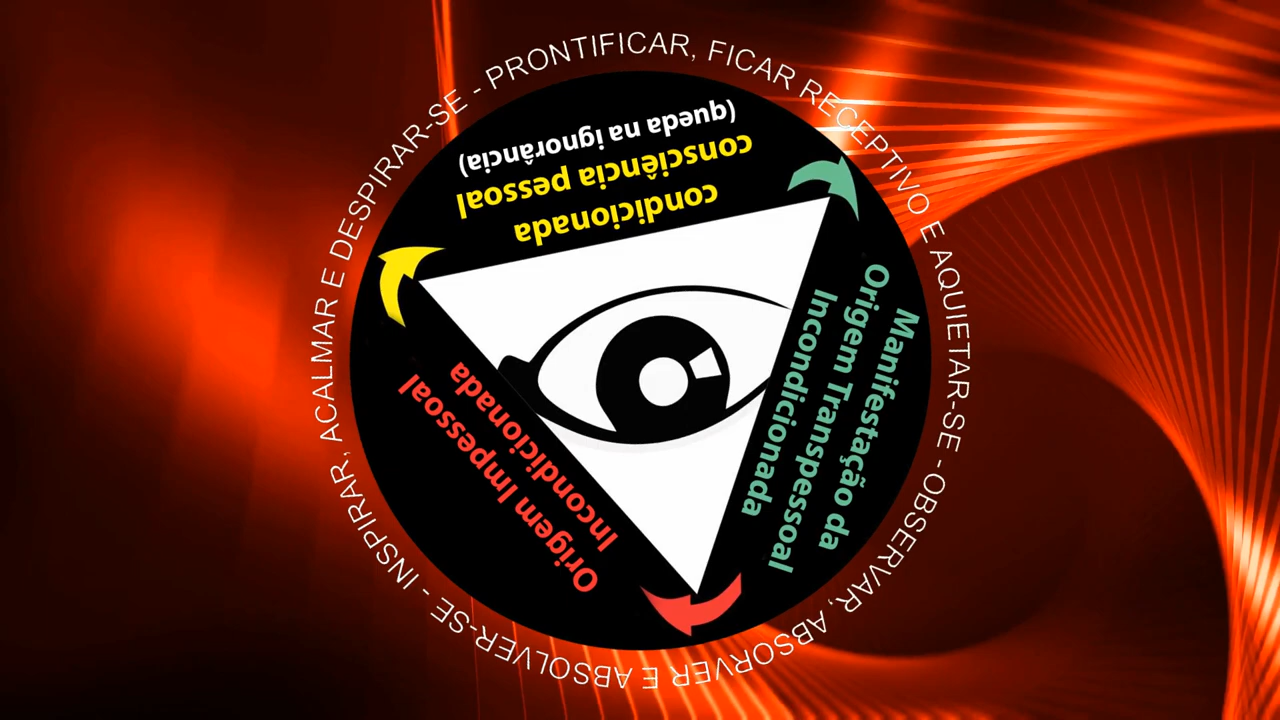 PRONTIFICAR, FICAR RECEPTIVO E AQUIETAR-SE - OBSERVAR, ABSORVER E ABSOLVER-SE - INSPIRAR, ACALMAR E DESPIRAR-SE -
condicionada
consciência pessoal
(queda na ignorância)
Manifestação da
Origem Transpessoal
Incondicionada
Origem Impessoal
Incondicionada